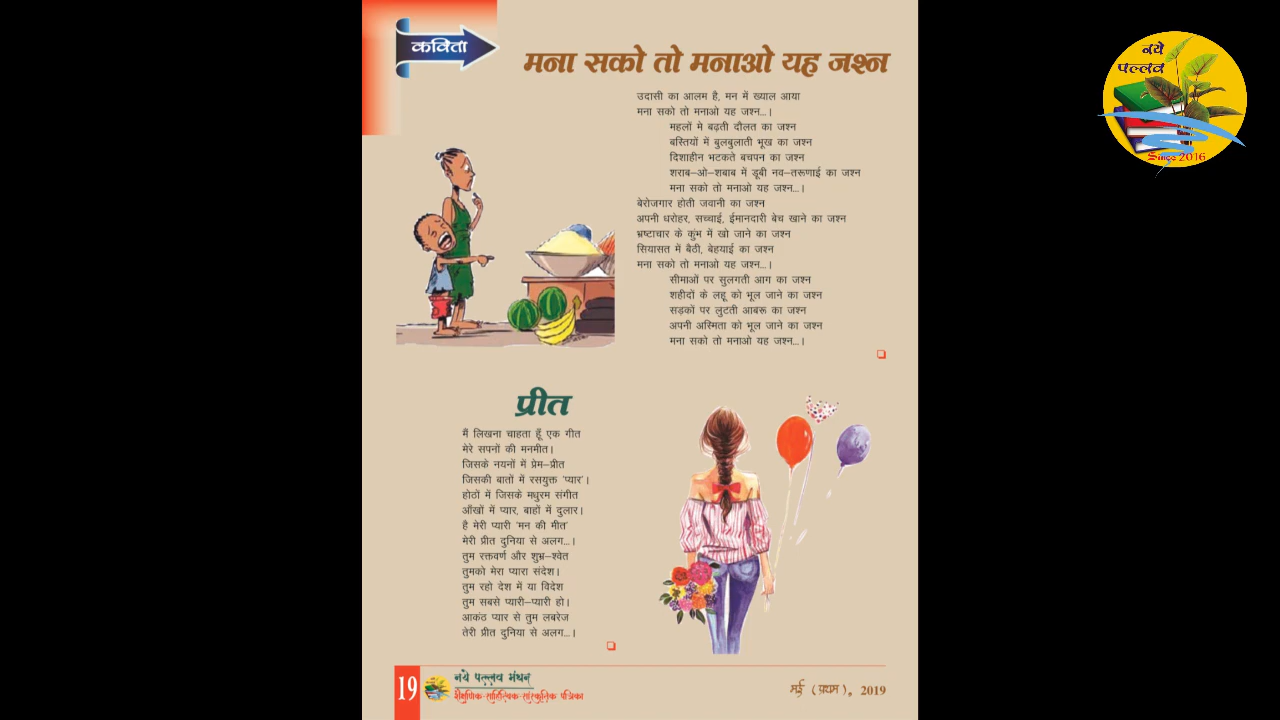 कविता
मना सको तो मनाओ यह जश्न
उदासी का आलम है, मन में ख्याल आया
मना सको तो मनाओ यह जश्न...।
महलों मे बढ़ती दौलत का जश्न
बस्तियों में बुलबुलाती भूख का जश्न
दिशाहीन भटकते बचपन का जश्न
शराब–ओ–शबाब में डूबी नव–तरूणाई का जश्न
मना सको तो मनाओ यह जश्न...।
बेरोजगार होती जवानी का जश्न
अपनी धरोहर, सच्चाई, ईमानदारी बेच खाने का जश्न
भ्रष्टाचार के कुंभ में खो जाने का जश्न
सियासत में बैठी, बेहयाई का जश्न
मना सको तो मनाओ यह जश्न...।
सीमाओं पर सुलगती आग का जश्न
शहीदों के लहू को भूल जाने का जश्न
सड़कों पर लुटती आबरू का जश्न
अपनी अस्मिता को भूल जाने का जश्न
मना सको तो मनाओ यह जश्न...।
प्रीत
मैं लिखना चाहता हूँ एक गीत
मेरे सपनों की मनमीत।
जिसके नयनों में प्रेम–प्रीत
जिसकी बातों में रसयुक्त 'प्यार'।
होठों में जिसके मधुरम संगीत
आँखों में प्यार, बाहों में दुलार।
है मेरी प्यारी 'मन की मीत'
मेरी प्रीत दुनिया से अलग...।
तुम रक्तवर्ण और शुभ्र–श्वेत
तुमको मेरा प्यारा संदेश।
तुम रहो देश में या विदेश
तुम सबसे प्यारी–प्यारी हो।
आकंठ प्यार से तुम लबरेज
तेरी प्रीत दुनिया से अलग...।
19
नये पल्लव मंथन
शैक्षणिक-साहित्यिक-सांस्कृतिक पत्रिका
मई (प्रथम), 2019
नये
पल्लव
Since 2016